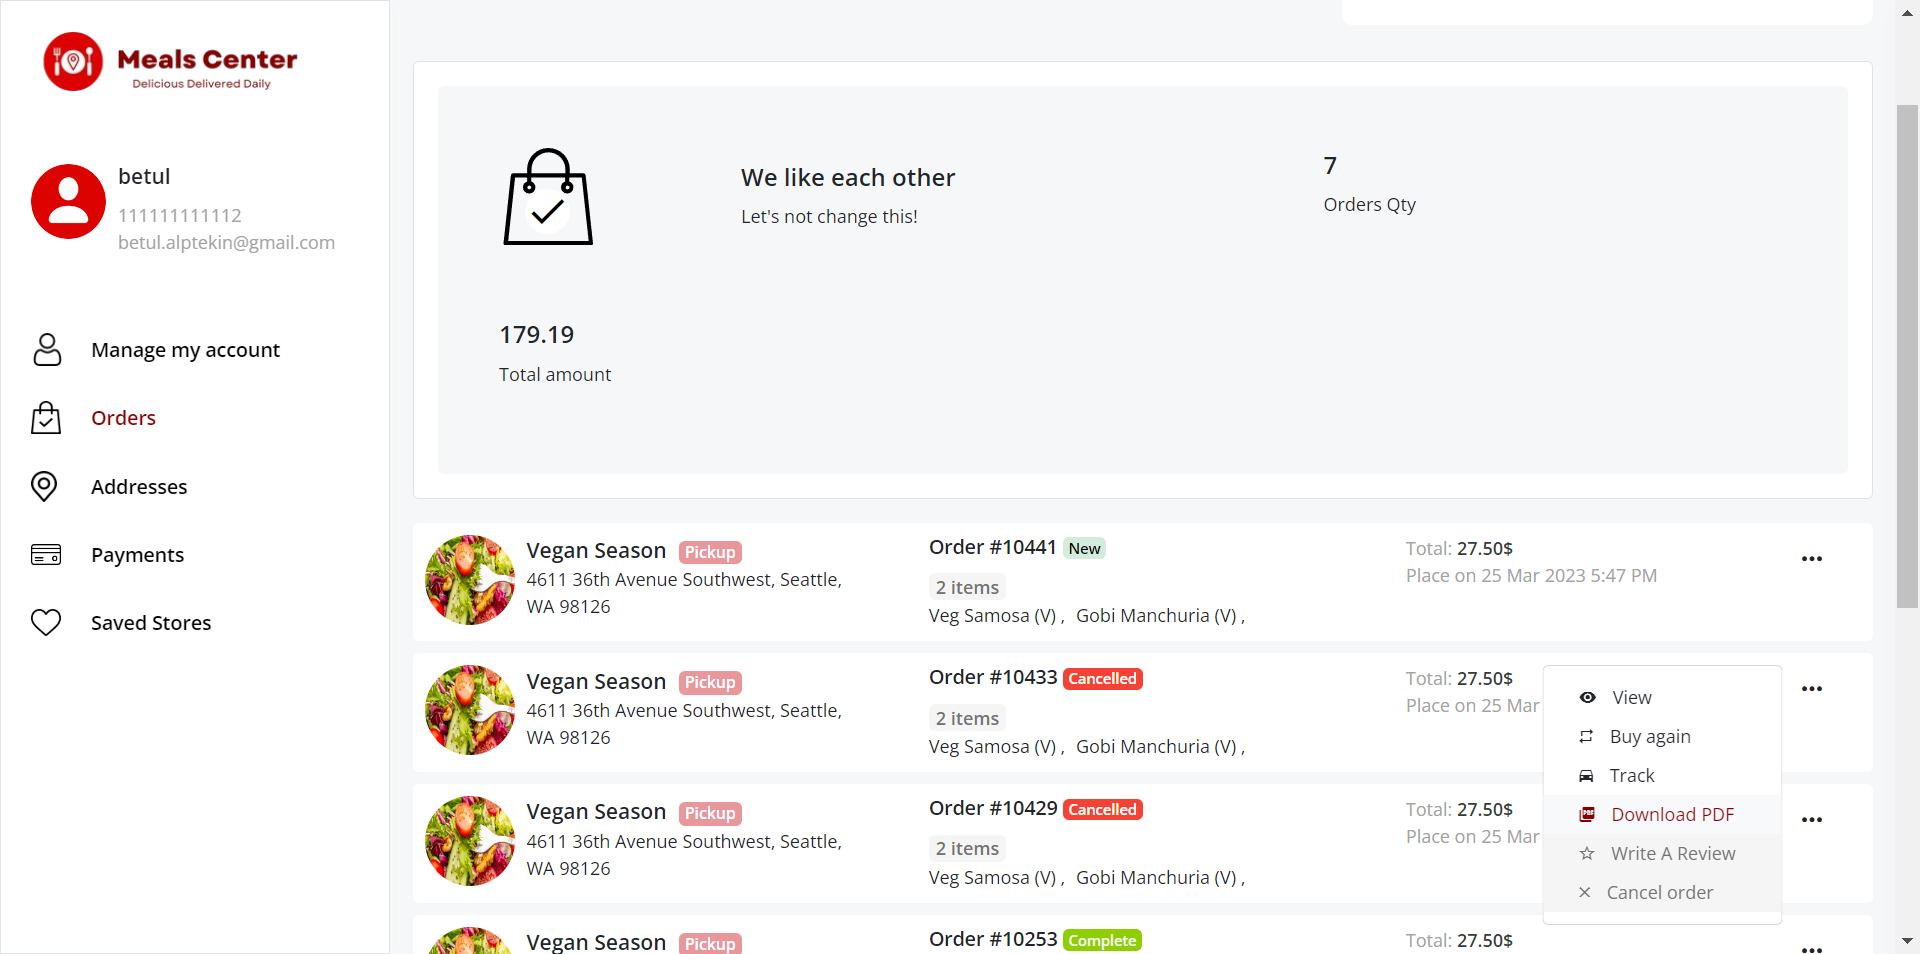 Meals Center
Delicious Delivered Daily
betul
111111111112
betul.alptekin@gmail.com
Manage my account
Orders
Addresses
Payments
Saved Stores
We like each other
Let's not change this!
7
Orders Qty
179.19
Total amount
Vegan Season Pickup
4611 36th Avenue Southwest, Seattle,
WA 98126
Order #10441 New
2 items
Veg Samosa (V) , Gobi Manchuria (V) ,
Total: 27.50$
Place on 25 Mar 2023 5:47 PM
Vegan Season Pickup
4611 36th Avenue Southwest, Seattle,
WA 98126
Order #10433 Cancelled
2 items
Veg Samosa (V) , Gobi Manchuria (V) ,
Total: 27.50$
Place on 25 Mar
View
Buy again
Track
PDF Download PDF
Write A Review
Cancel order
Vegan Season Pickup
4611 36th Avenue Southwest, Seattle,
WA 98126
Order #10429 Cancelled
2 items
Veg Samosa (V) , Gobi Manchuria (V) ,
Total: 27.50$
Place on 25 Mar
Vegan Season Pickup
Order #10253 Complete
Total: 27.50$